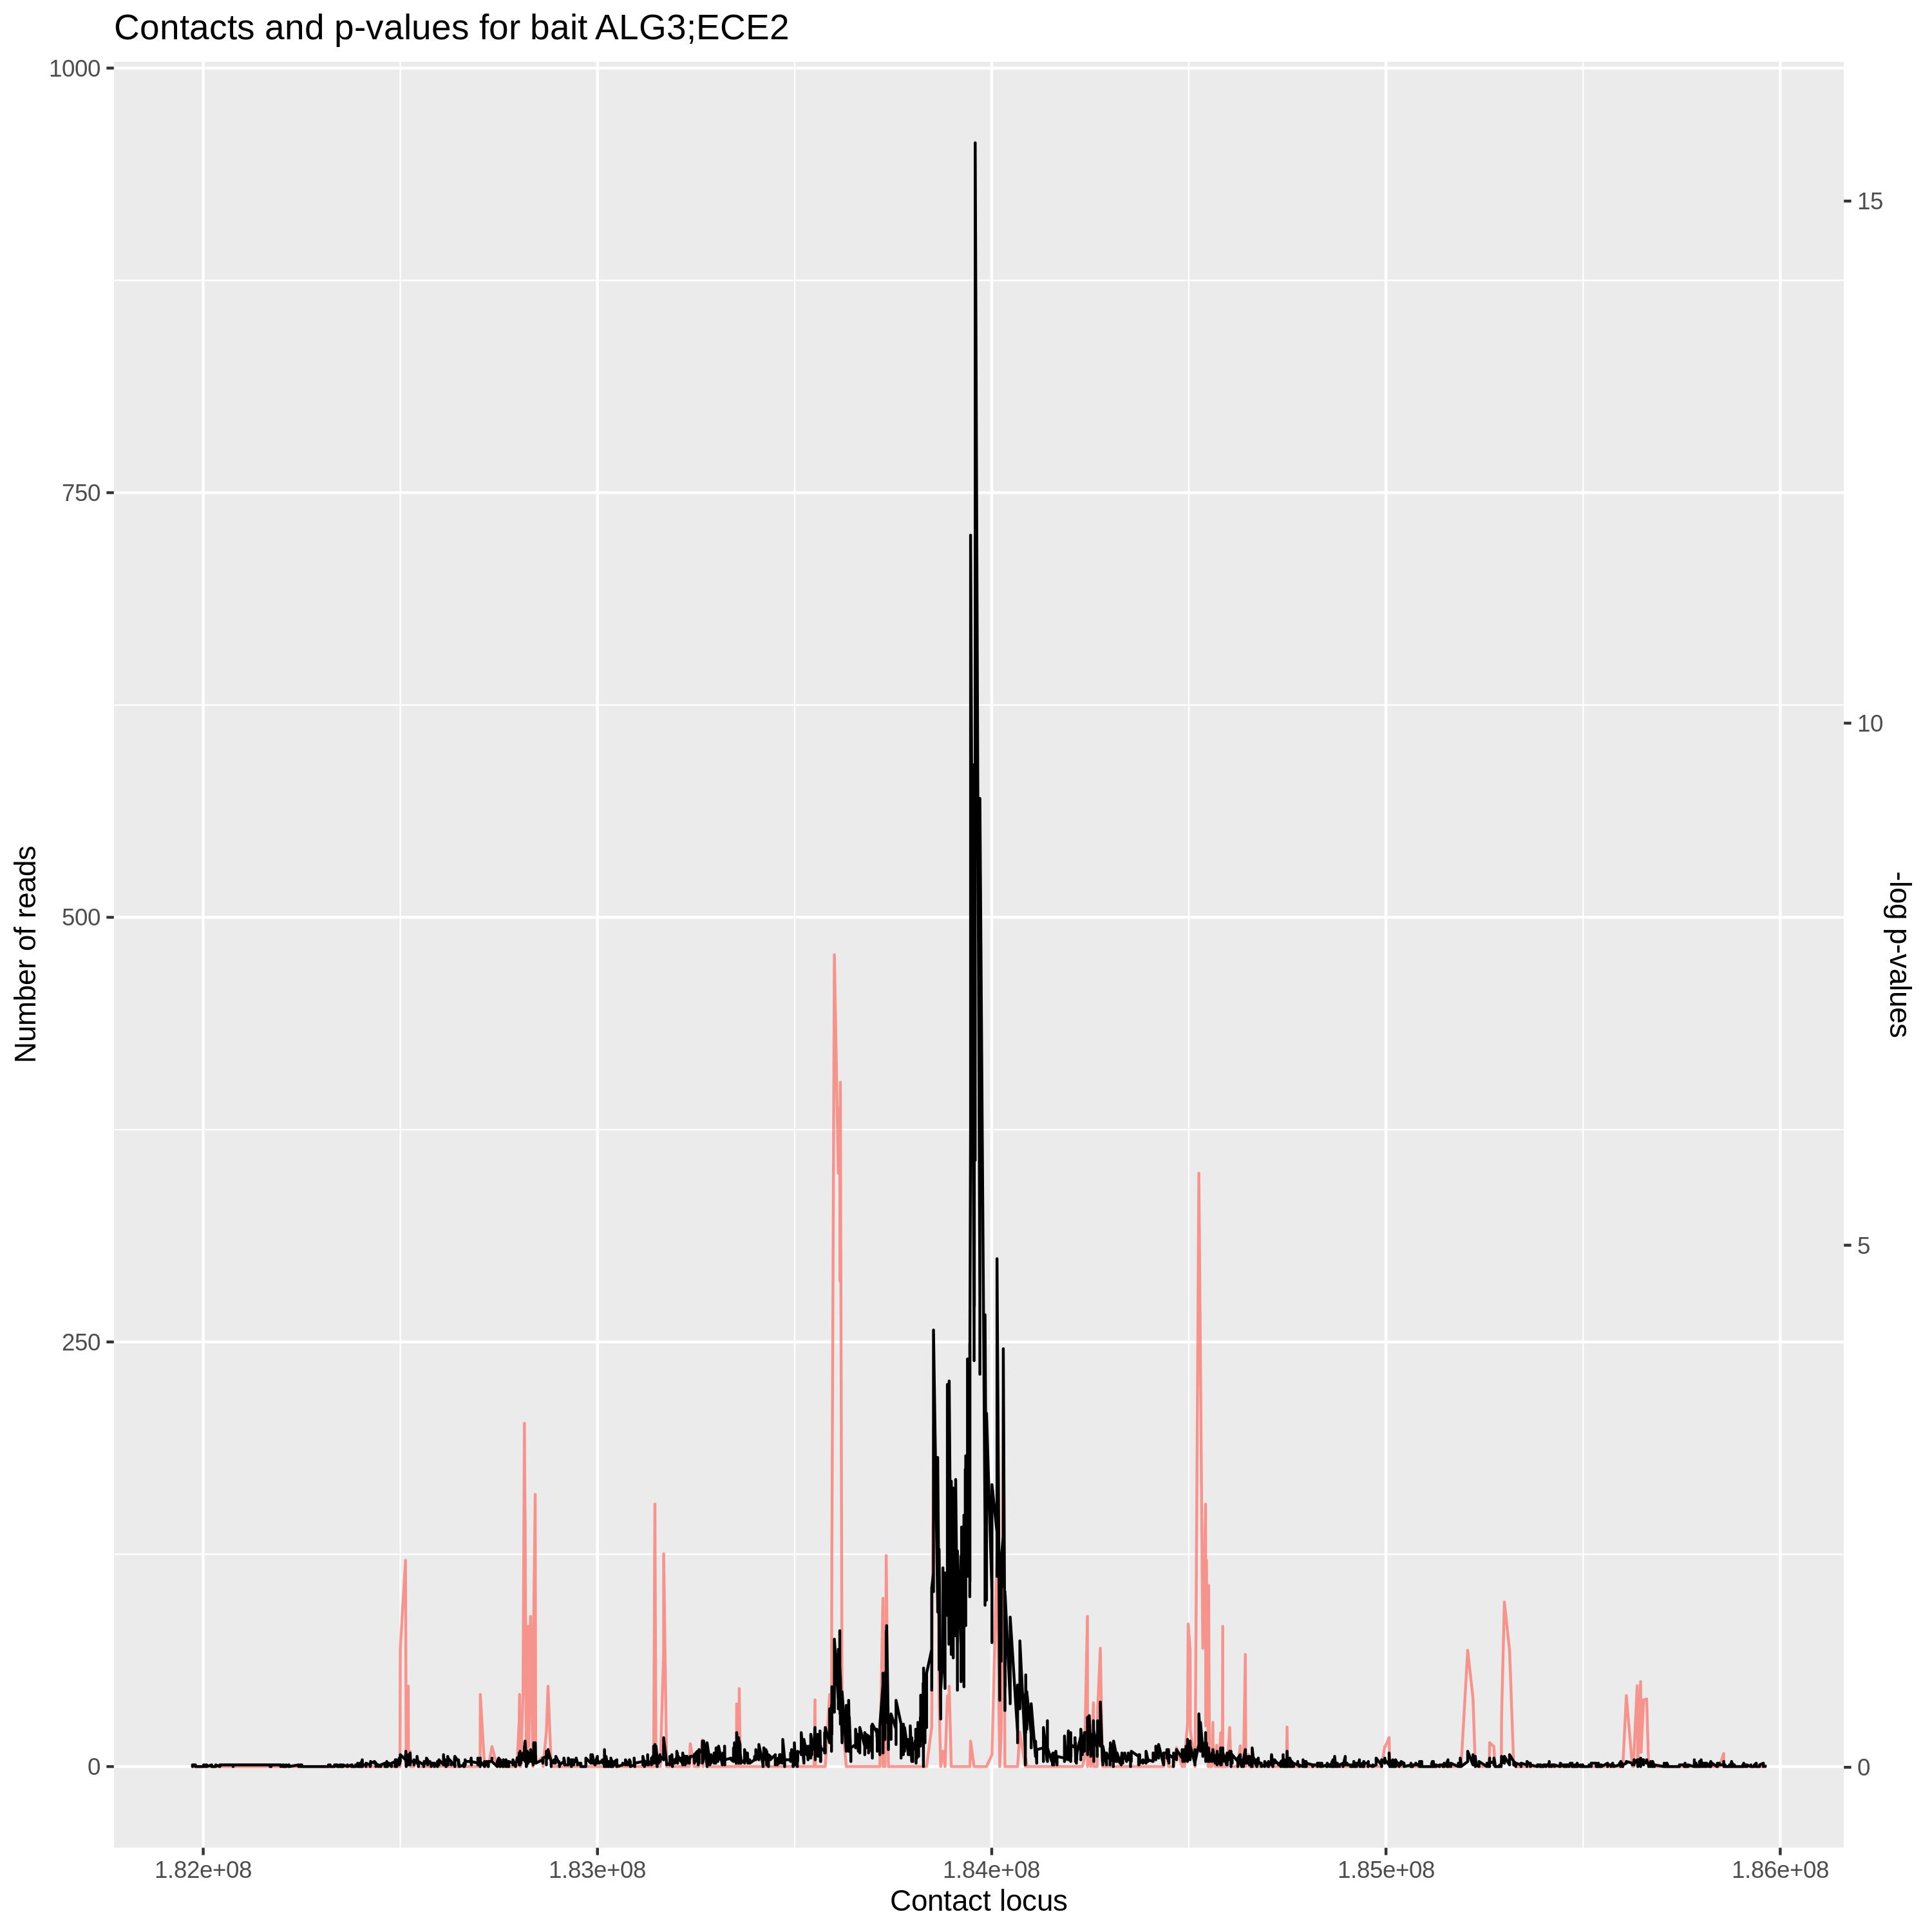 Contacts and p-values for bait ALG3;ECE2
1000
750
500
250
0
Number of reads
15
10
5
0
-log p-values
1.82e+08 1.83e+08 1.84e+08 1.85e+08 1.86e+08
Contact locus